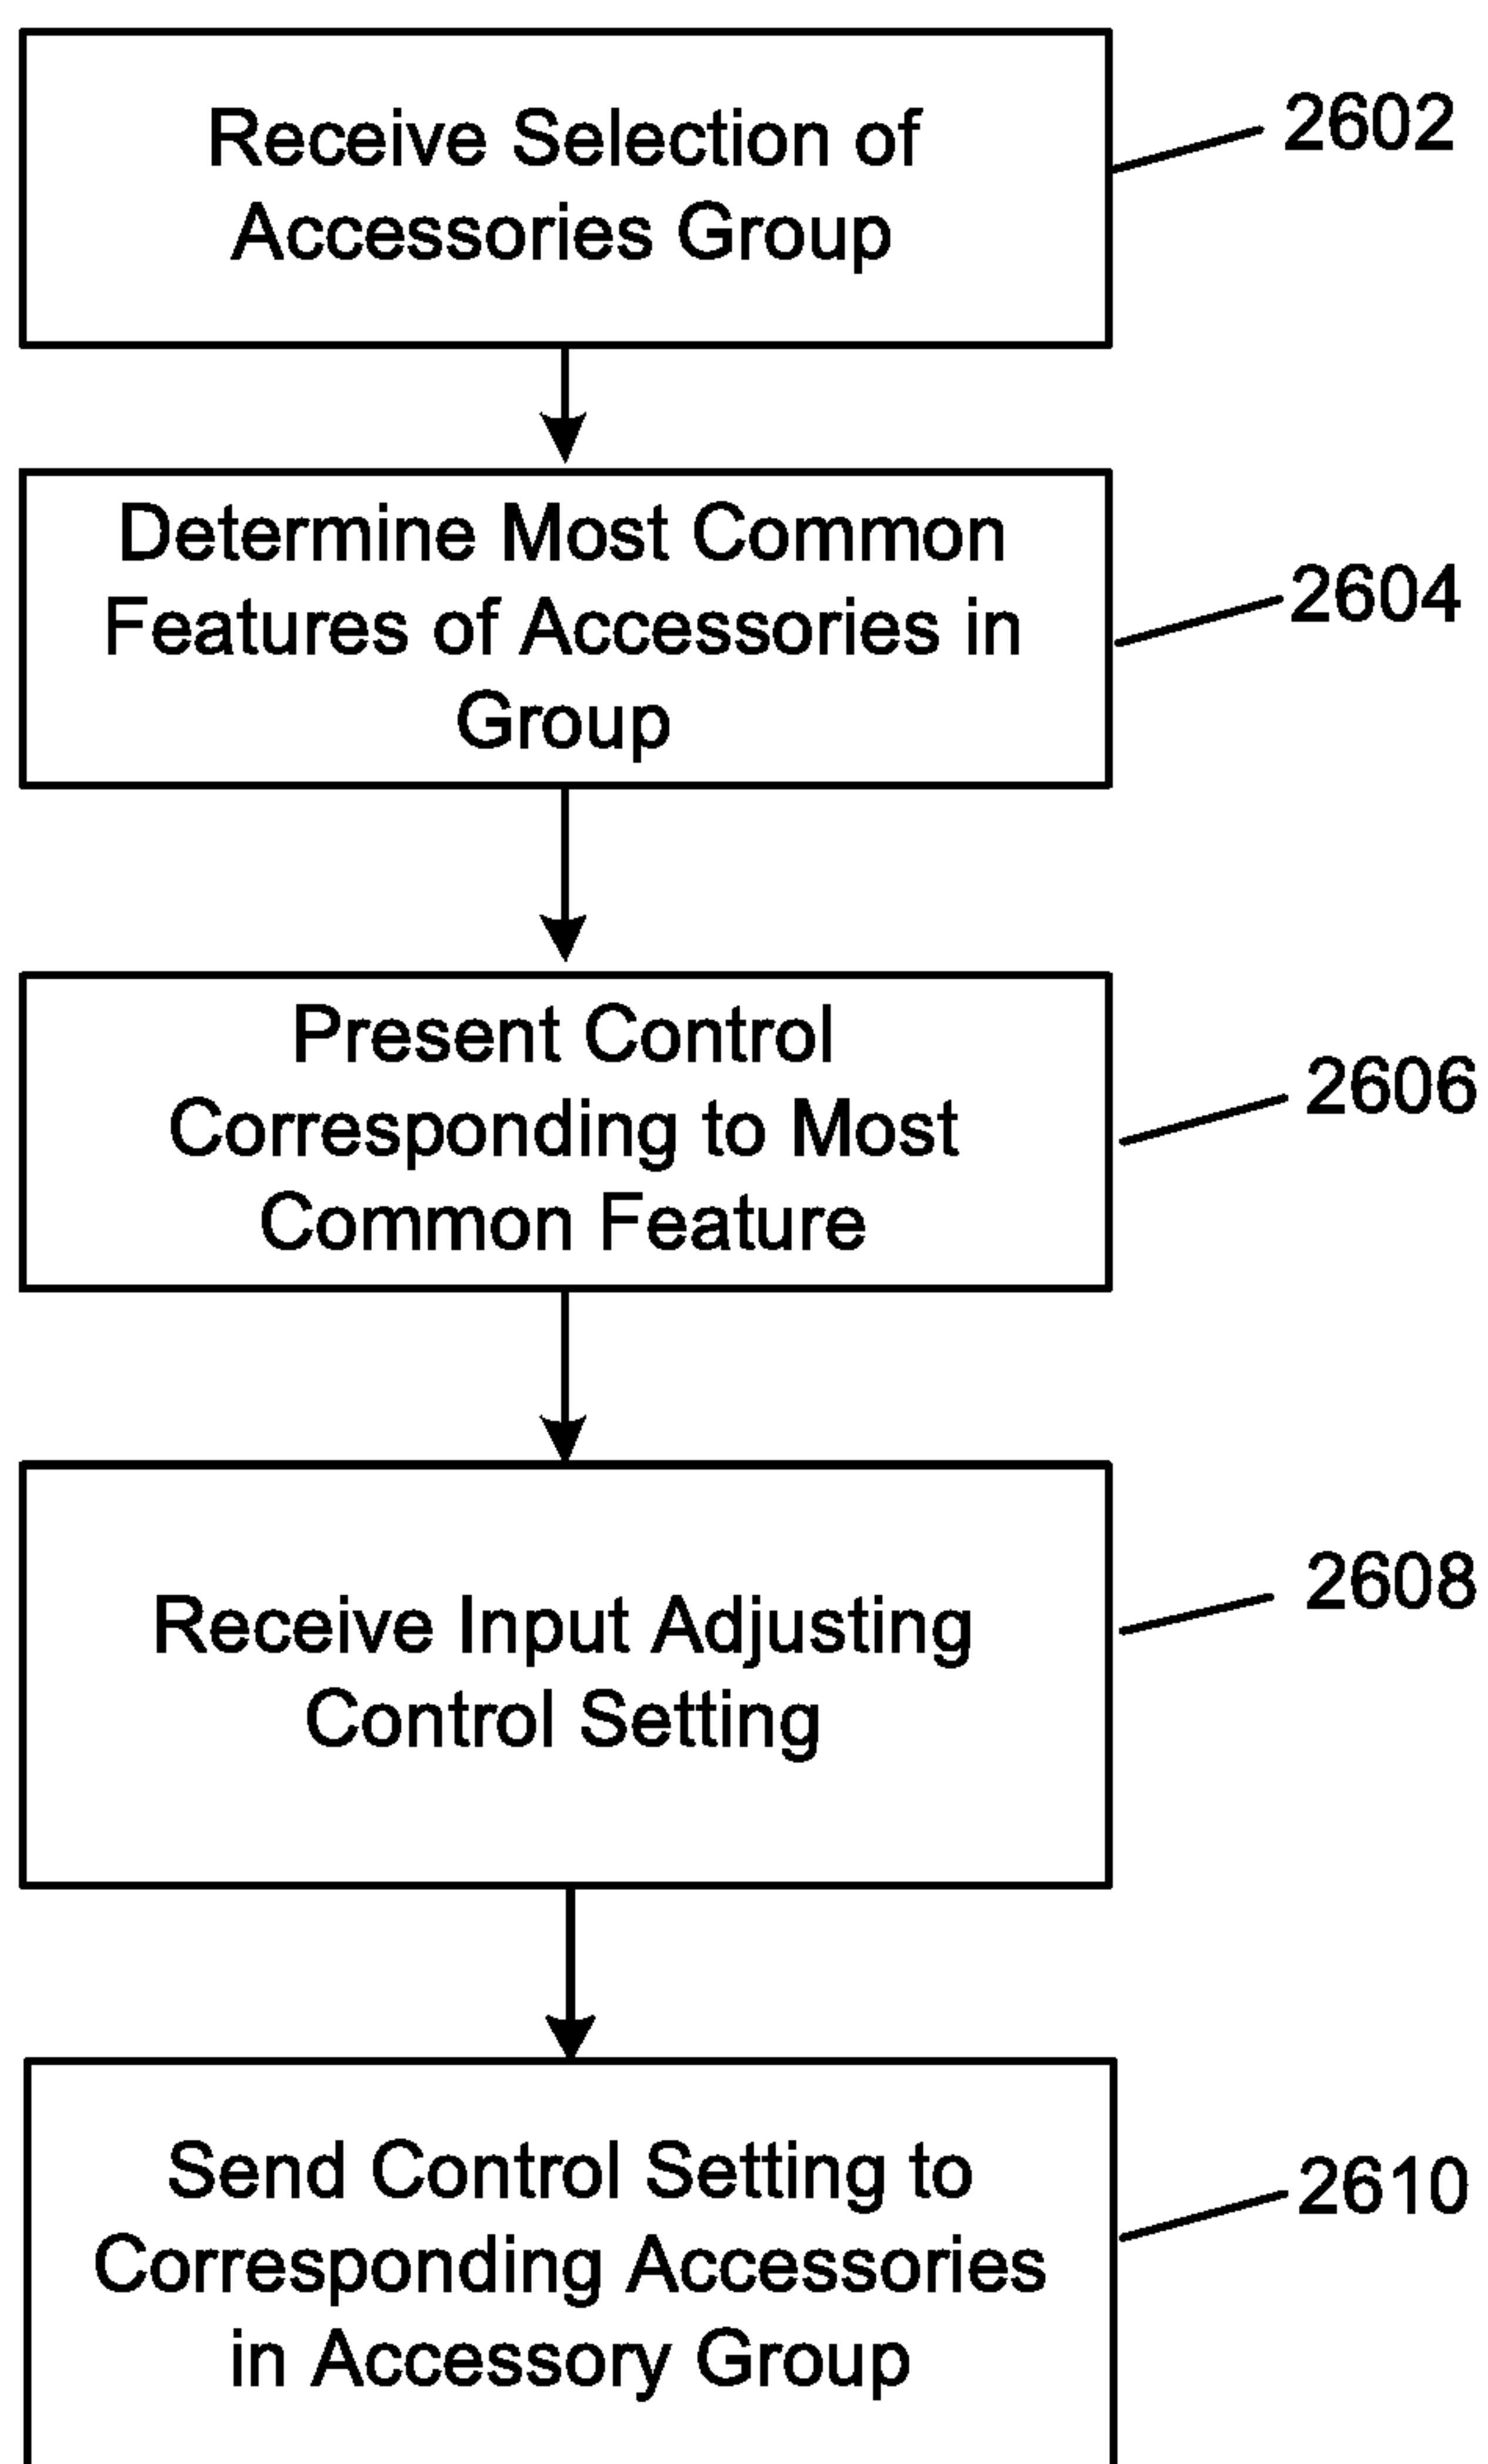 Receive Selection of
Accessories Group
2602
Determine Most Common
Features of Accessories in
Group
2604
Present Control
Corresponding to Most
Common Feature
2606
Receive Input Adjusting
Control Setting
2608
Send Control Setting to
Corresponding Accessories
in Accessory Group
2610